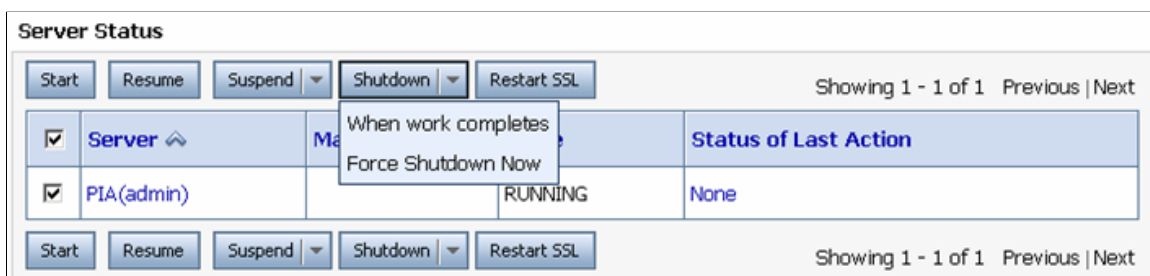 Server Status
Start Resume Suspend Shutdown Restart SSL Showing 1 - 1 of 1 Previous | Next
When work completes
Server Ma e Status of Last Action
Force Shutdown Now
PIA(admin) RUNNING None
Start Resume Suspend Shutdown Restart SSL Showing 1 - 1 of 1 Previous | Next